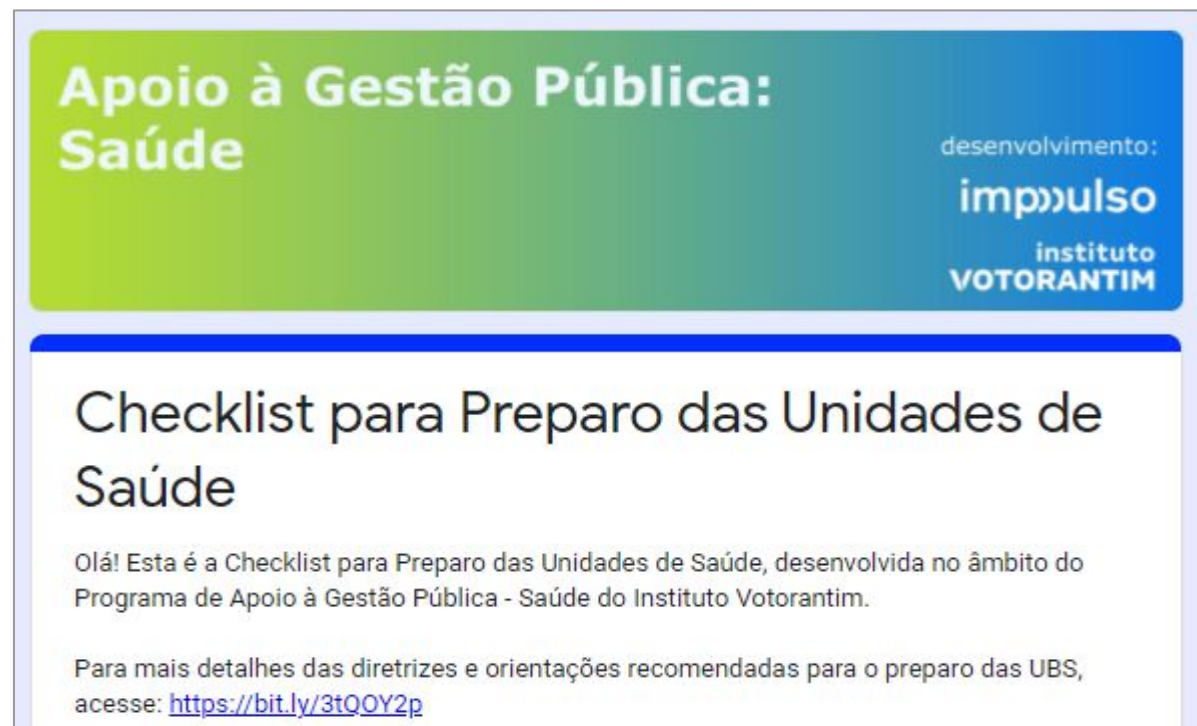 Apoio à Gestão Pública:
Saúde
desenvolvimento:
imppulso
instituto
VOTORANTIM
Checklist para Preparo das Unidades de
Saúde
Olá! Esta é a Checklist para Preparo das Unidades de Saúde, desenvolvida no âmbito do
Programa de Apoio à Gestão Pública - Saúde do Instituto Votorantim.
Para mais detalhes das diretrizes e orientações recomendadas para o preparo das UBS,
acesse: https://bit.ly/3tQOY2p